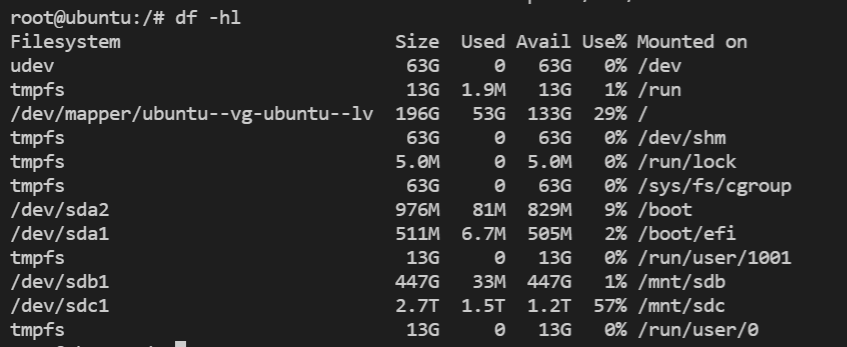 root@ubuntu:/# df -hl
Filesystem                         Size  Used Avail Use% Mounted on
udev                                63G     0   63G   0% /dev
tmpfs                               13G  1.9M   13G   1% /run
/dev/mapper/ubuntu--vg-ubuntu--lv  196G   53G  133G  29% /
tmpfs                               63G     0   63G   0% /dev/shm
tmpfs                              5.0M     0  5.0M   0% /run/lock
tmpfs                               63G     0   63G   0% /sys/fs/cgroup
/dev/sda2                          976M   81M  829M   9% /boot
/dev/sda1                          511M  6.7M  505M   2% /boot/efi
tmpfs                               13G     0   13G   0% /run/user/1001
/dev/sdb1                          447G   33M  447G   1% /mnt/sdb
/dev/sdc1                          2.7T  1.5T  1.2T  57% /mnt/sdc
tmpfs                               13G     0   13G   0% /run/user/0